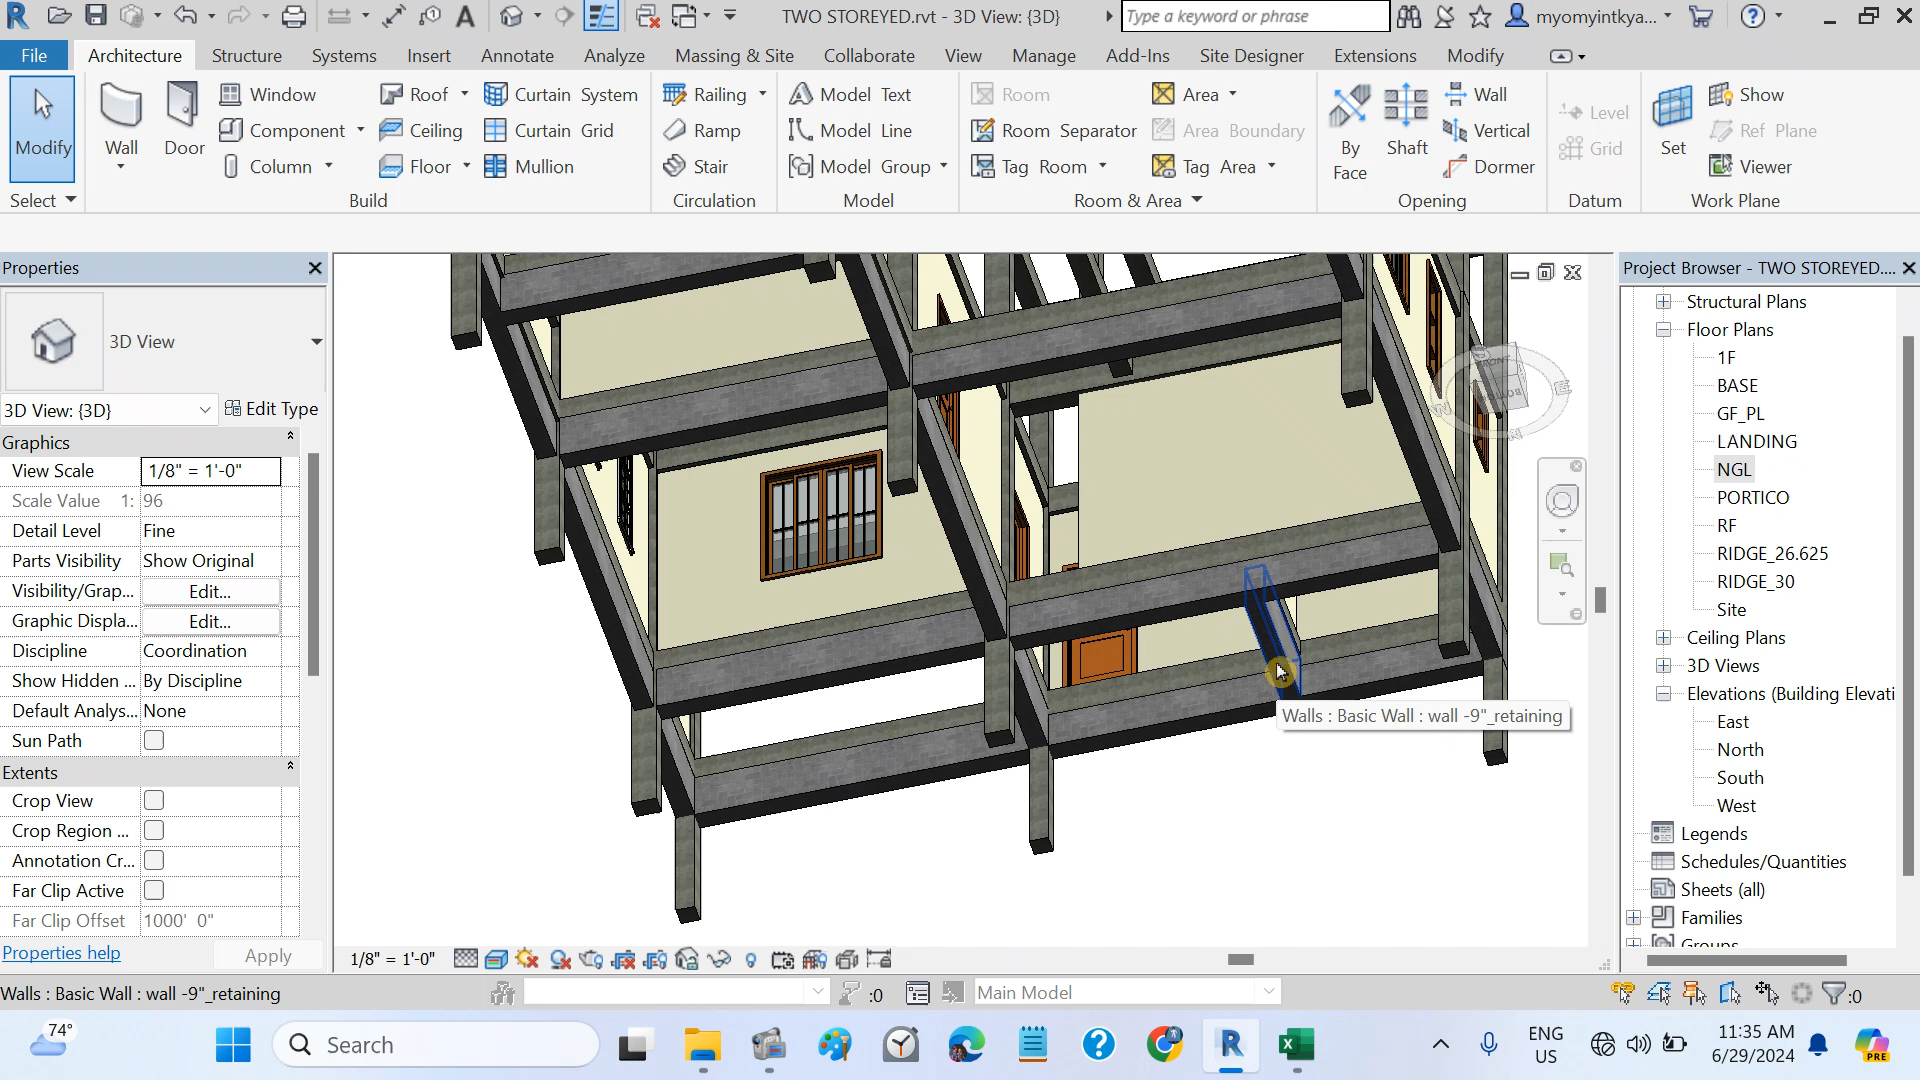 TWO STOREYED.rvt - 3D View: {3D}
Type a keyword or phrase
myomyintkya...
File Architecture Structure Systems Insert Annotate Analyze Massing & Site Collaborate View Manage Add-Ins Site Designer Extensions Modify
Modify
Wall
Door
Window
Component
Column
Roof
Ceiling
Floor
Curtain System
Curtain Grid
Mullion
Railing
Ramp
Stair
Model Text
Model Line
Model Group
Room
Room Separator
Tag Room
Area
Area Boundary
Tag Area
By
Face
Shaft
Wall
Vertical
Dormer
Level
Grid
Set
Show
Ref Plane
Viewer
Select Build Circulation Model Room & Area Opening Datum Work Plane
Properties
3D View
3D View: {3D}
Edit Type
Graphics
View Scale 1/8" = 1'-0"
Scale Value 1: 96
Detail Level Fine
Parts Visibility Show Original
Visibility/Grap... Edit...
Graphic Displa... Edit...
Discipline Coordination
Show Hidden ... By Discipline
Default Analys... None
Sun Path
Extents
Crop View
Crop Region ...
Annotation Cr...
Far Clip Active
Far Clip Offset 1000' 0"
Properties help
Apply
FRONT
BOTTOM
W
E
Walls : Basic Wall : wall -9"_retaining
1/8" = 1'-0"
Project Browser - TWO STOREYED....
Structural Plans
Floor Plans
1F
BASE
GF_PL
LANDING
NGL
PORTICO
RF
RIDGE_26.625
RIDGE_30
Site
Ceiling Plans
3D Views
Elevations (Building Elevati
East
North
South
West
Legends
Schedules/Quantities
Sheets (all)
Families
Groups
Walls : Basic Wall : wall -9"_retaining
:0
Main Model
:0
74°
Search
ENG
US
11:35 AM
6/29/2024
PRE